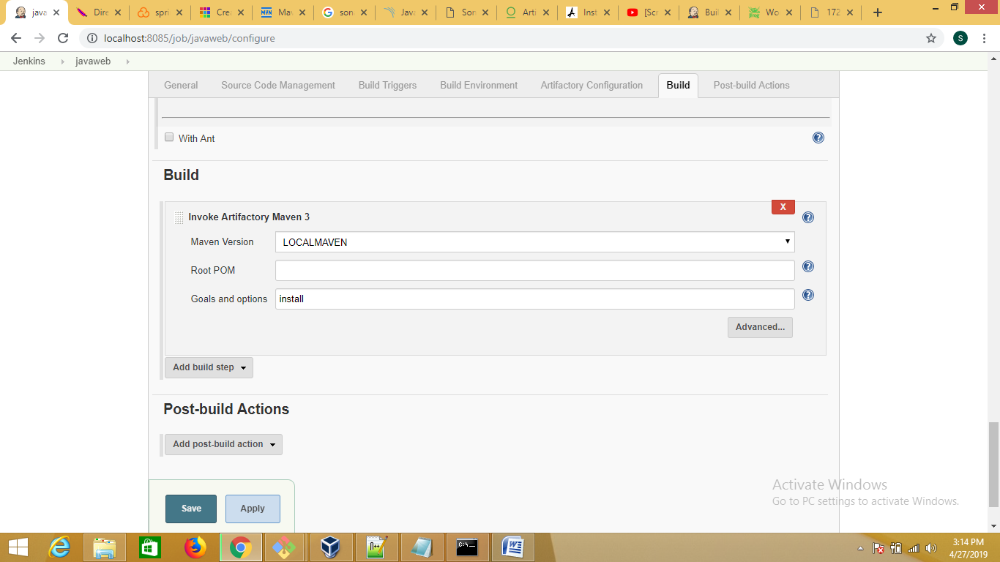 java Dire spri Crea MVN Mav son Java Son Arti Inst [Scr Buil Wo 172
localhost:8085/job/javaweb/configure
S
Jenkins javaweb
General Source Code Management Build Triggers Build Environment Artifactory Configuration Build Post-build Actions
With Ant
Build
X
Invoke Artifactory Maven 3
Maven Version LOCALMAVEN
Root POM
Goals and options install
Advanced...
Add build step
Post-build Actions
Add post-build action
Activate Windows
Go to PC settings to activate Windows.
Save Apply
3:14 PM
4/27/2019